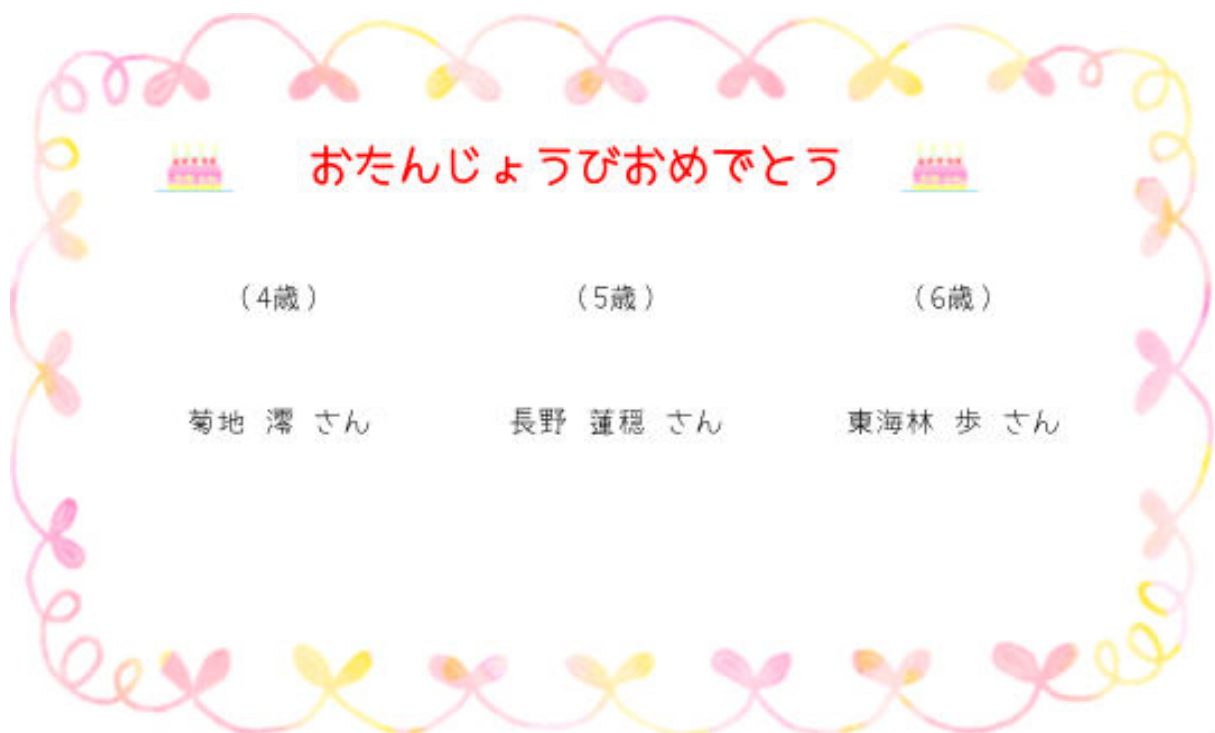 おたんじょうびおめでとう
(4歳) (5歳) (6歳)
菊地 澪 さん 長野 蓮穏 さん 東海林 歩 さん